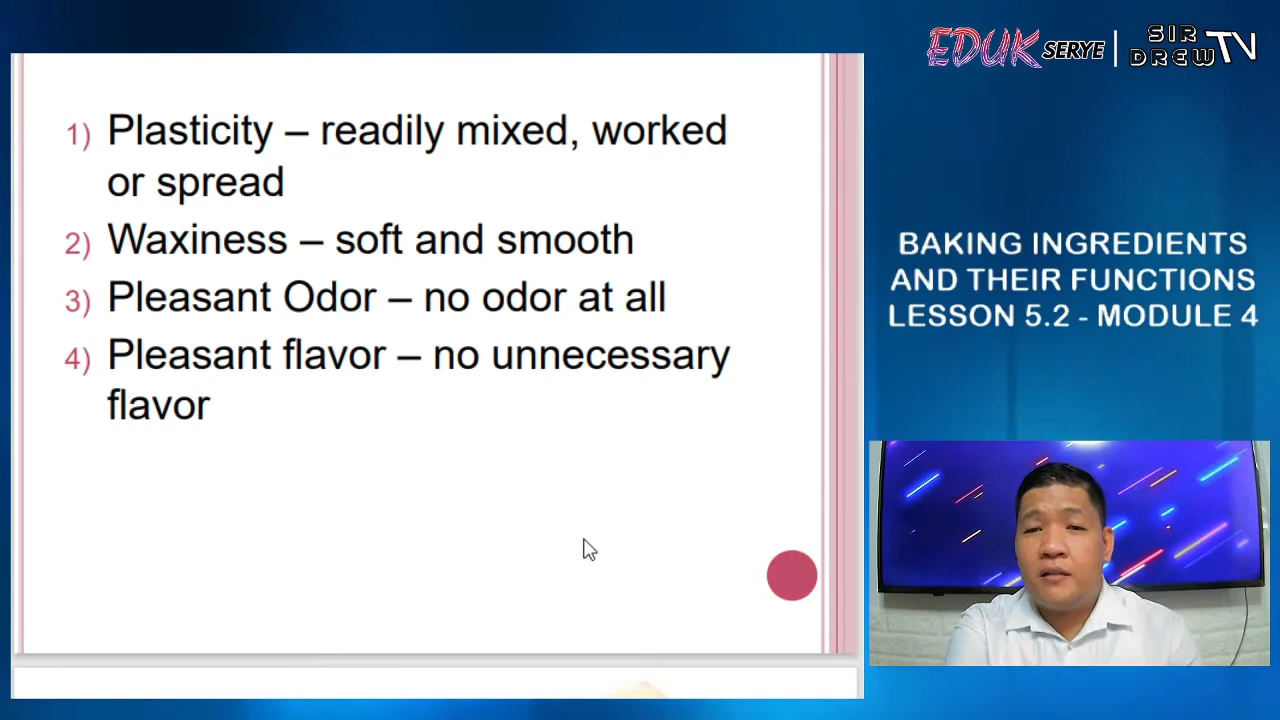 EDUK SERYE | SIR DREW TV
1) Plasticity – readily mixed, worked
or spread
2) Waxiness – soft and smooth
3) Pleasant Odor – no odor at all
4) Pleasant flavor – no unnecessary
flavor
BAKING INGREDIENTS
AND THEIR FUNCTIONS
LESSON 5.2 - MODULE 4